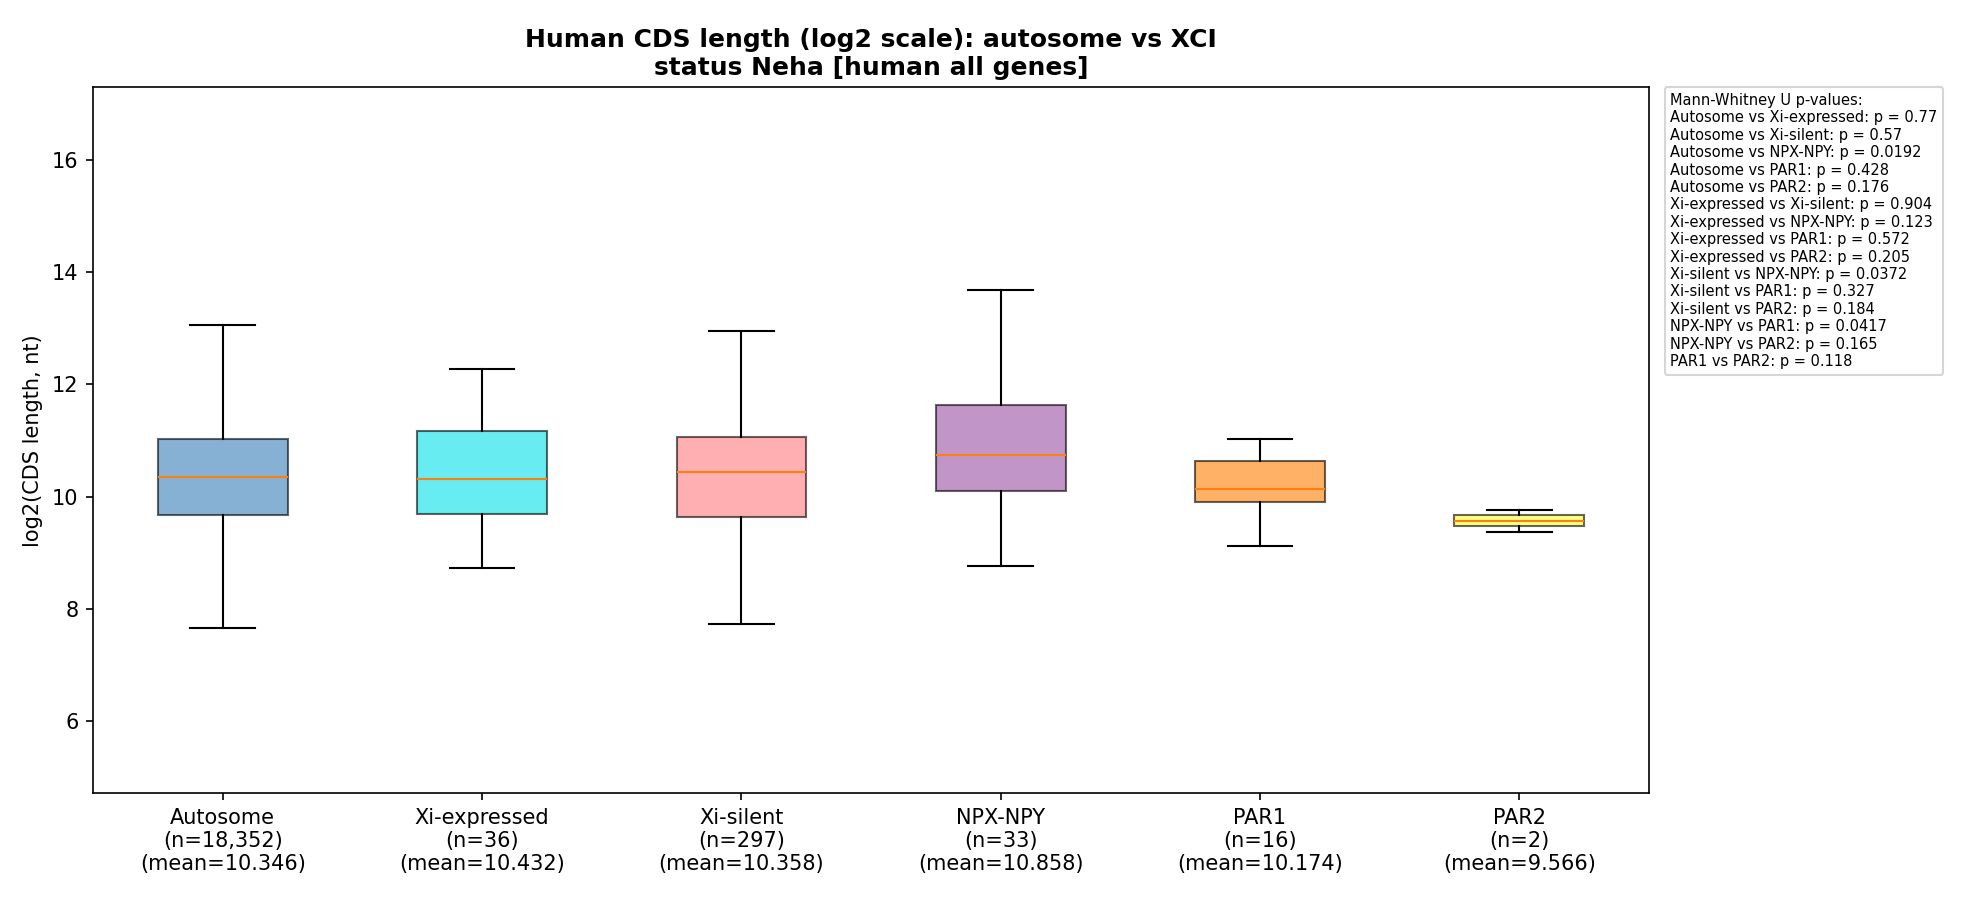 Human CDS length (log2 scale): autosome vs XCI
status Neha [human all genes]
log2(CDS length, nt)
16
14
12
10
8
6
Autosome
(n=18,352)
(mean=10.346)
Xi-expressed
(n=36)
(mean=10.432)
Xi-silent
(n=297)
(mean=10.358)
NPX-NPY
(n=33)
(mean=10.858)
PAR1
(n=16)
(mean=10.174)
PAR2
(n=2)
(mean=9.566)
Mann-Whitney U p-values:
Autosome vs Xi-expressed: p = 0.77
Autosome vs Xi-silent: p = 0.57
Autosome vs NPX-NPY: p = 0.0192
Autosome vs PAR1: p = 0.428
Autosome vs PAR2: p = 0.176
Xi-expressed vs Xi-silent: p = 0.904
Xi-expressed vs NPX-NPY: p = 0.123
Xi-expressed vs PAR1: p = 0.572
Xi-expressed vs PAR2: p = 0.205
Xi-silent vs NPX-NPY: p = 0.0372
Xi-silent vs PAR1: p = 0.327
Xi-silent vs PAR2: p = 0.184
NPX-NPY vs PAR1: p = 0.0417
NPX-NPY vs PAR2: p = 0.165
PAR1 vs PAR2: p = 0.118